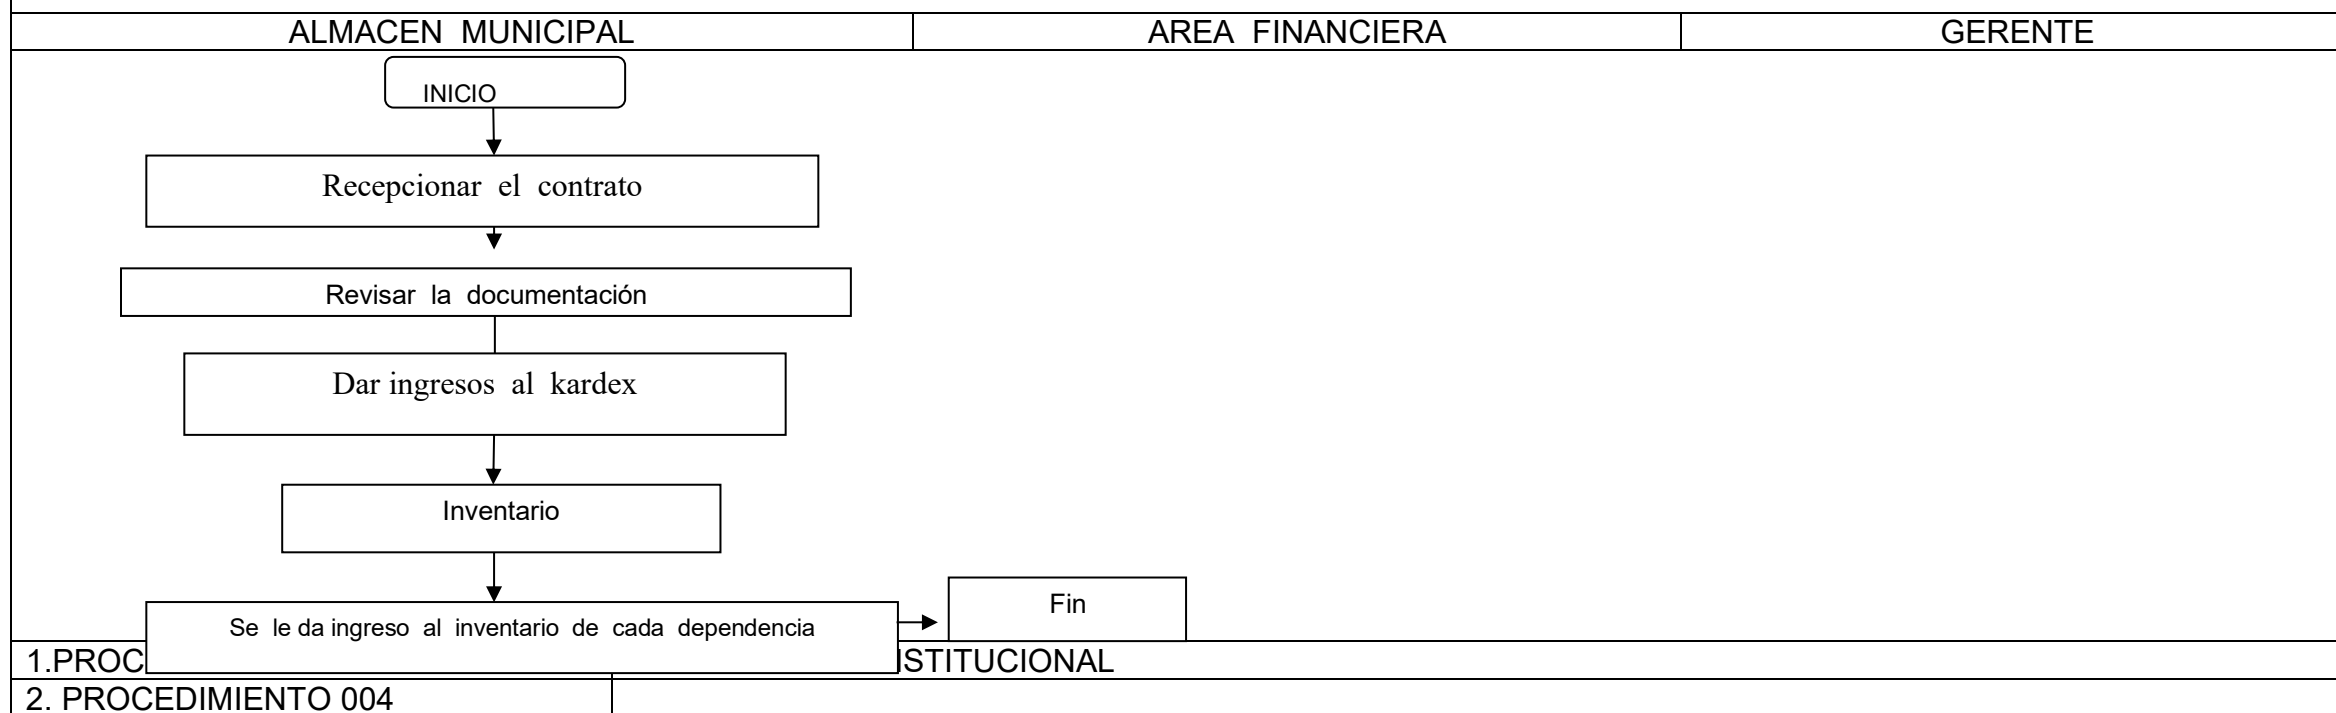 ALMACEN MUNICIPAL AREA FINANCIERA GERENTE
INICIO
Recepcionar el contrato
Revisar la documentación
Dar ingresos al kardex
Inventario
Se le da ingreso al inventario de cada dependencia
Fin
1.PROC STITUCIONAL
2. PROCEDIMIENTO 004